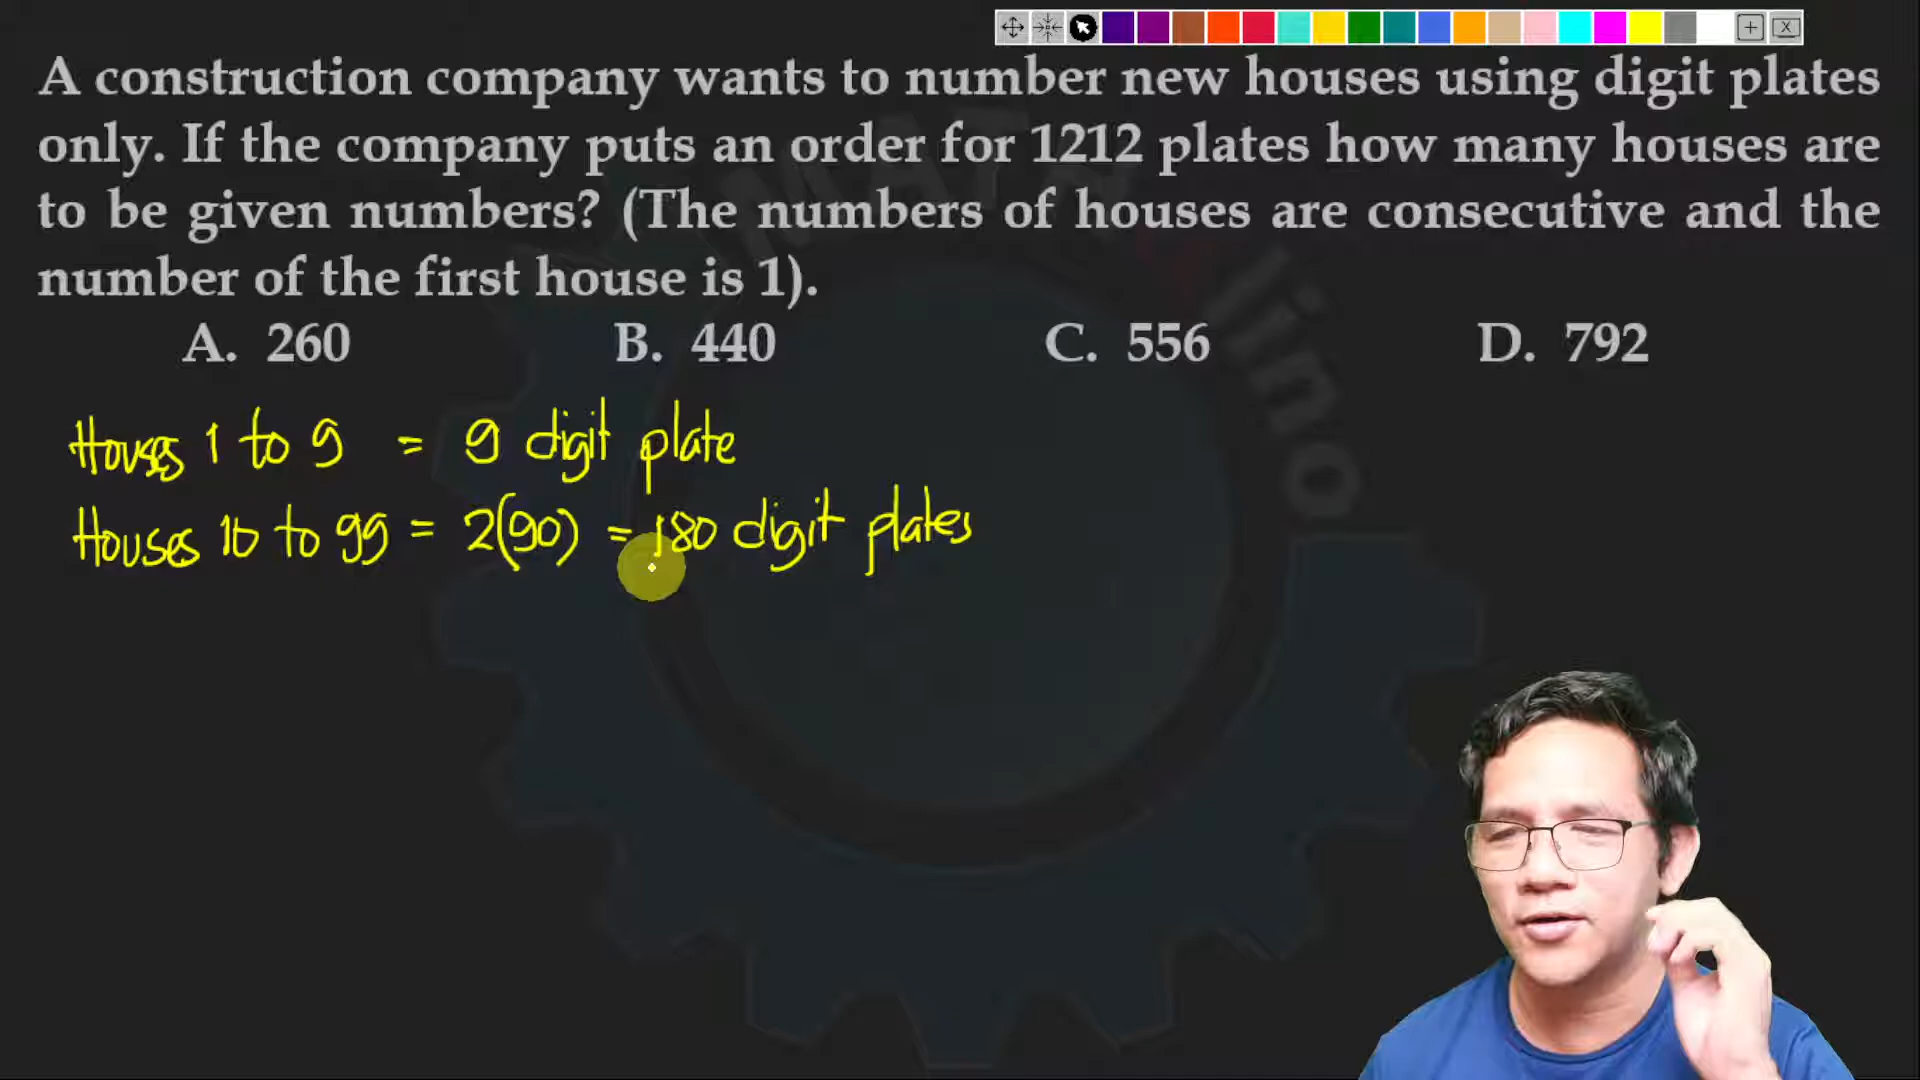 A construction company wants to number new houses using digit plates
only. If the company puts an order for 1212 plates how many houses are
to be given numbers? (The numbers of houses are consecutive and the
number of the first house is 1).
A. 260 B. 440 C. 556 D. 792
Houses 1 to 9 = 9 digit plate
Houses 10 to 99 = 2(90) = 180 digit plates